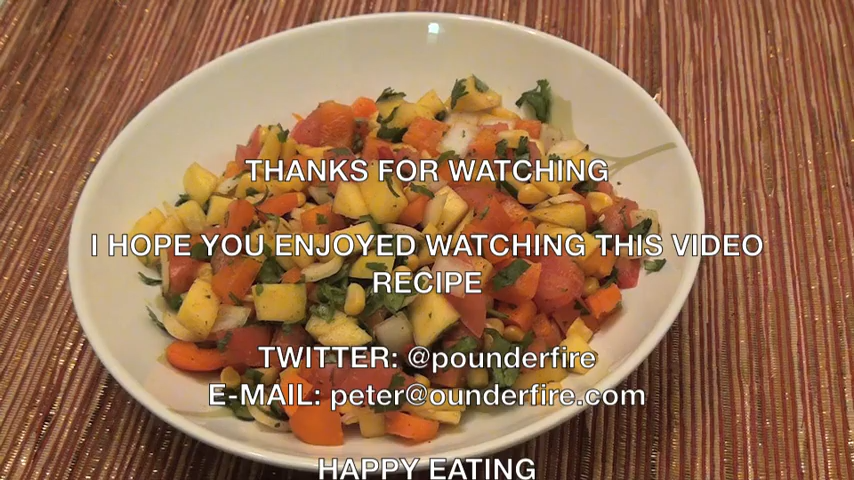 THANKS FOR WATCHING
I HOPE YOU ENJOYED WATCHING THIS VIDEO
RECIPE
TWITTER: @pounderfire
E-MAIL: peter@ounderfire.com
HAPPY EATING